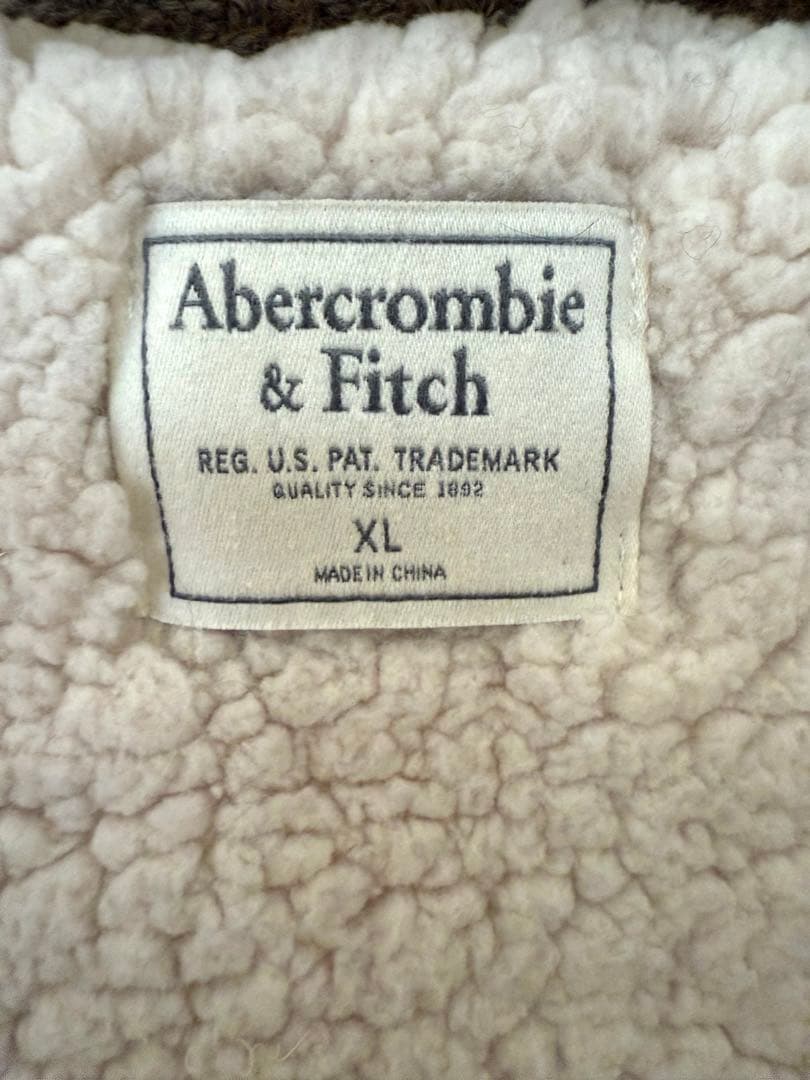 Abercrombie
& Fitch
REG. U.S. PAT. TRADEMARK
QUALITY SINCE 1892
XL
MADE IN CHINA